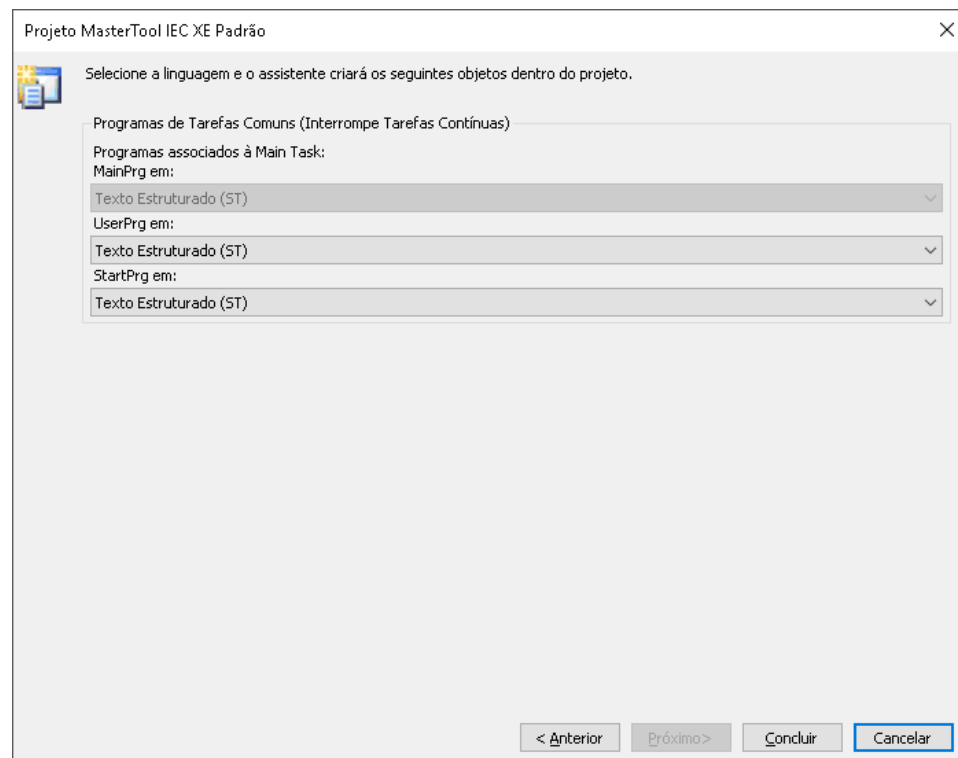 Projeto MasterTool IEC XE Padrão
Selecione a linguagem e o assistente criará os seguintes objetos dentro do projeto.
Programas de Tarefas Comuns (Interrompe Tarefas Contínuas)
Programas associados à Main Task:
MainPrg em:
Texto Estruturado (ST)
UserPrg em:
Texto Estruturado (ST)
StartPrg em:
Texto Estruturado (ST)
< Anterior Próximo> Concluir Cancelar